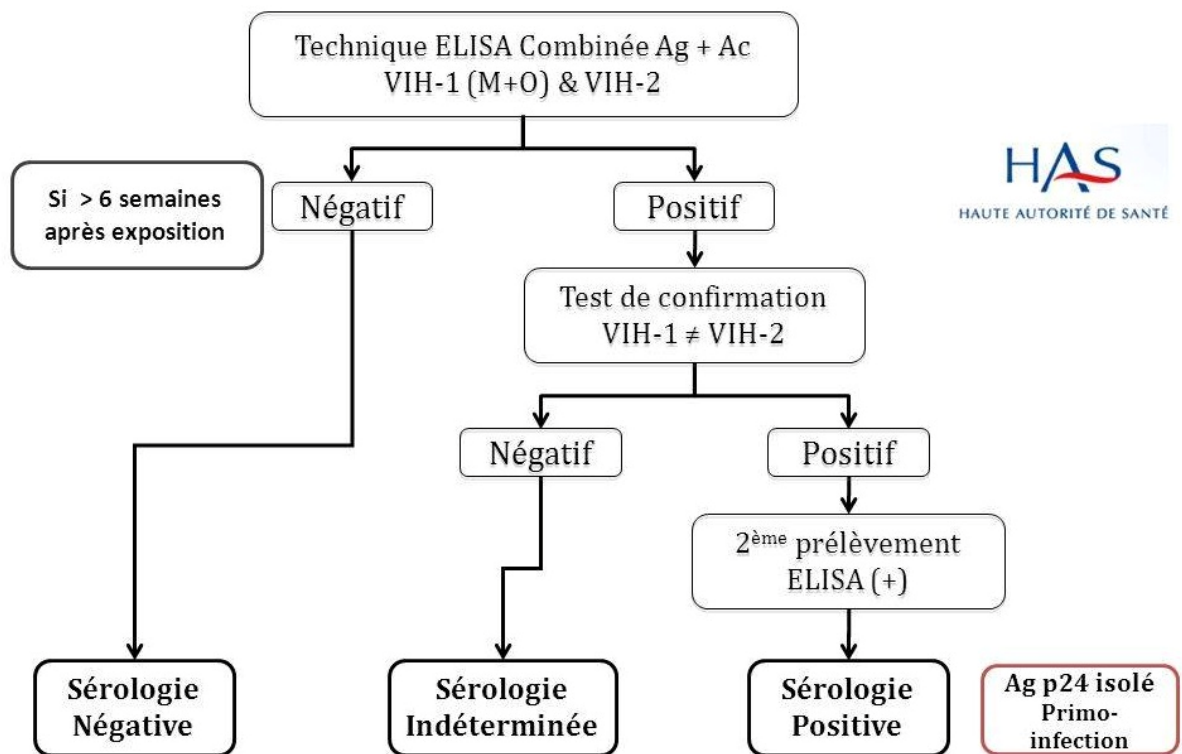 Technique ELISA Combinée Ag + Ac
VIH-1 (M+O) & VIH-2
Si > 6 semaines
après exposition
Négatif
Positif
HAS
HAUTE AUTORITÉ DE SANTÉ
Test de confirmation
VIH-1 ≠ VIH-2
Négatif
Positif
2ème prélèvement
ELISA (+)
Sérologie
Négative
Sérologie
Indéterminée
Sérologie
Positive
Ag p24 isolé
Primo-
infection